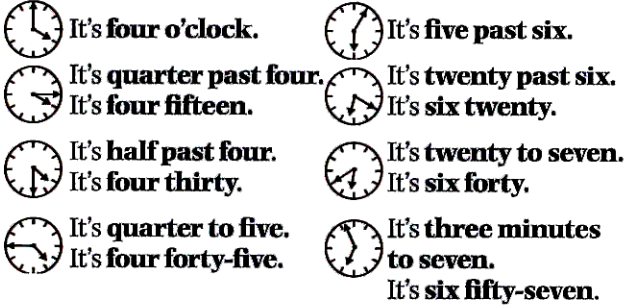 It's four o'clock.
It's quarter past four.
It's four fifteen.
It's half past four.
It's four thirty.
It's quarter to five.
It's four forty-five.
It's five past six.
It's twenty past six.
It's six twenty.
It's twenty to seven.
It's six forty.
It's three minutes
to seven.
It's six fifty-seven.